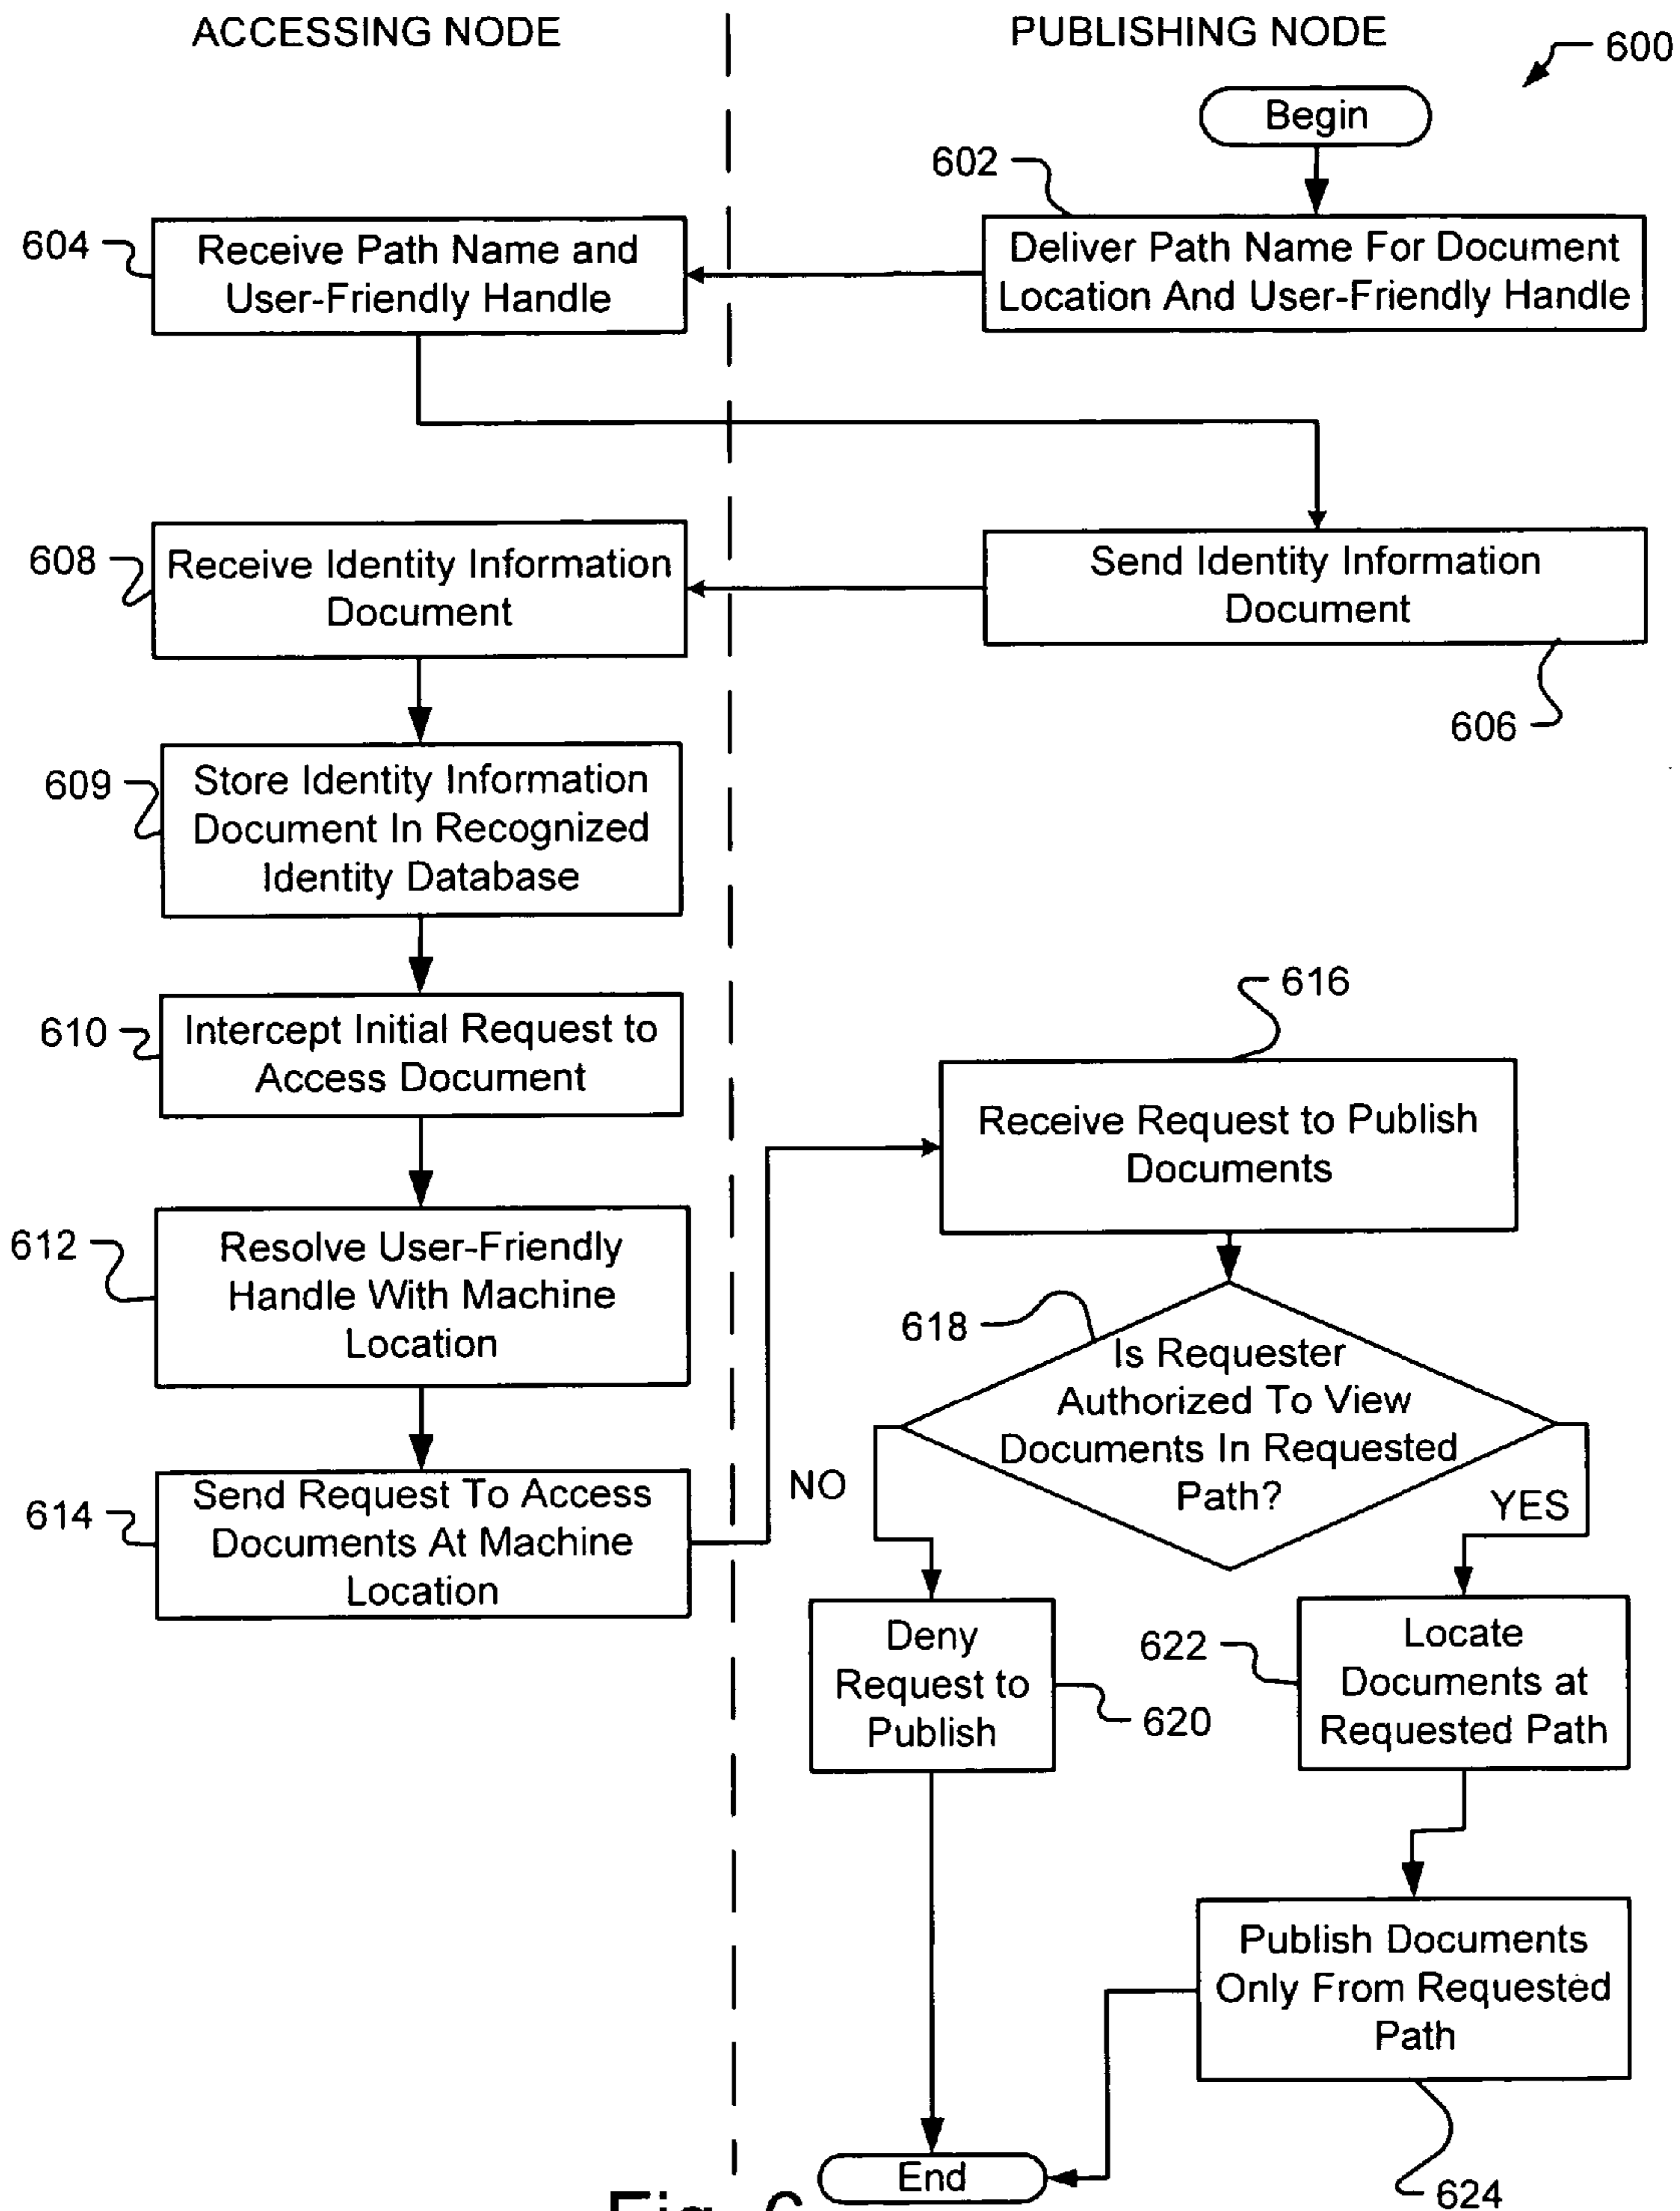 ACCESSING NODE
PUBLISHING NODE
600
Begin
602
Deliver Path Name For Document
Location And User-Friendly Handle
604
Receive Path Name and
User-Friendly Handle
606
Send Identity Information
Document
608
Receive Identity Information
Document
609
Store Identity Information
Document In Recognized
Identity Database
610
Intercept Initial Request to
Access Document
612
Resolve User-Friendly
Handle With Machine
Location
614
Send Request To Access
Documents At Machine
Location
616
Receive Request to Publish
Documents
618
Is Requester
Authorized To View
Documents In Requested
Path?
NO
YES
Deny
Request to
Publish
620
622
Locate
Documents at
Requested Path
Publish Documents
Only From Requested
Path
624
End
Fig. 6